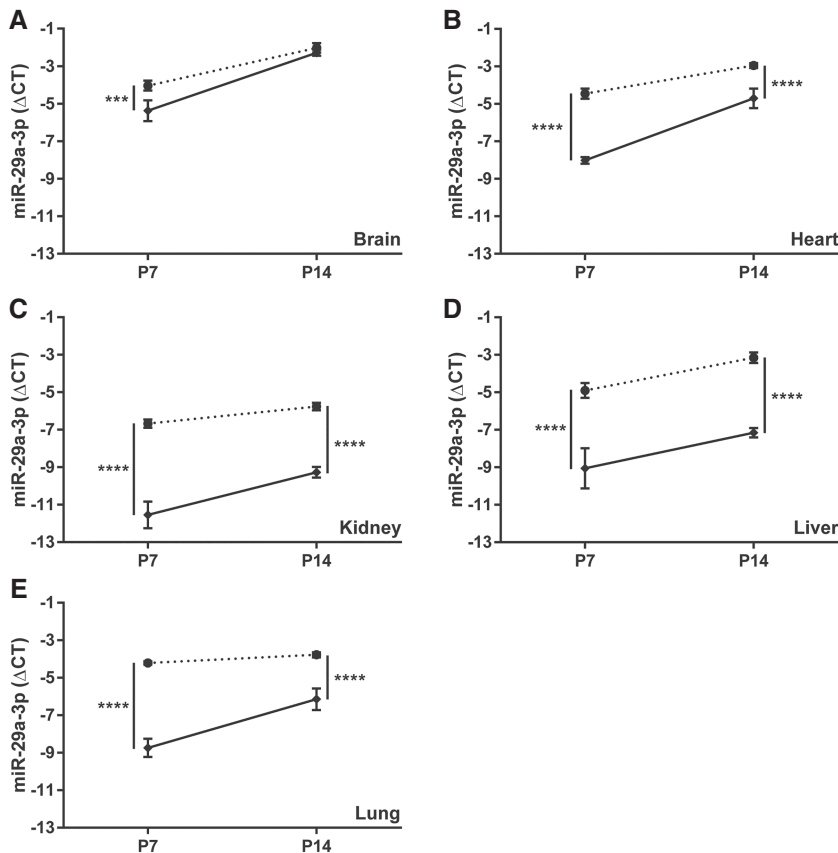 A
miR-29a-3p (ΔCT)
-1
-3
-5
-7
-9
-11
-13
***
Brain
P7 P14
B
miR-29a-3p (ΔCT)
-1
-3
-5
-7
-9
-11
-13
****
****
Heart
P7 P14
C
miR-29a-3p (ΔCT)
-1
-3
-5
-7
-9
-11
-13
****
****
Kidney
P7 P14
D
miR-29a-3p (ΔCT)
-1
-3
-5
-7
-9
-11
-13
****
****
Liver
P7 P14
E
miR-29a-3p (ΔCT)
-1
-3
-5
-7
-9
-11
-13
****
****
Lung
P7 P14